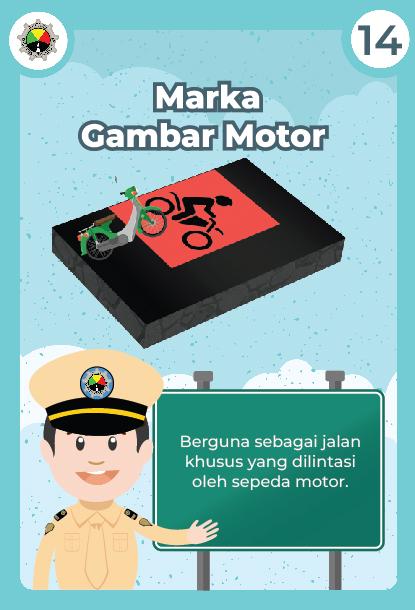 14
Marka
Gambar Motor
Berguna sebagai jalan
khusus yang dilintasi
oleh sepeda motor.